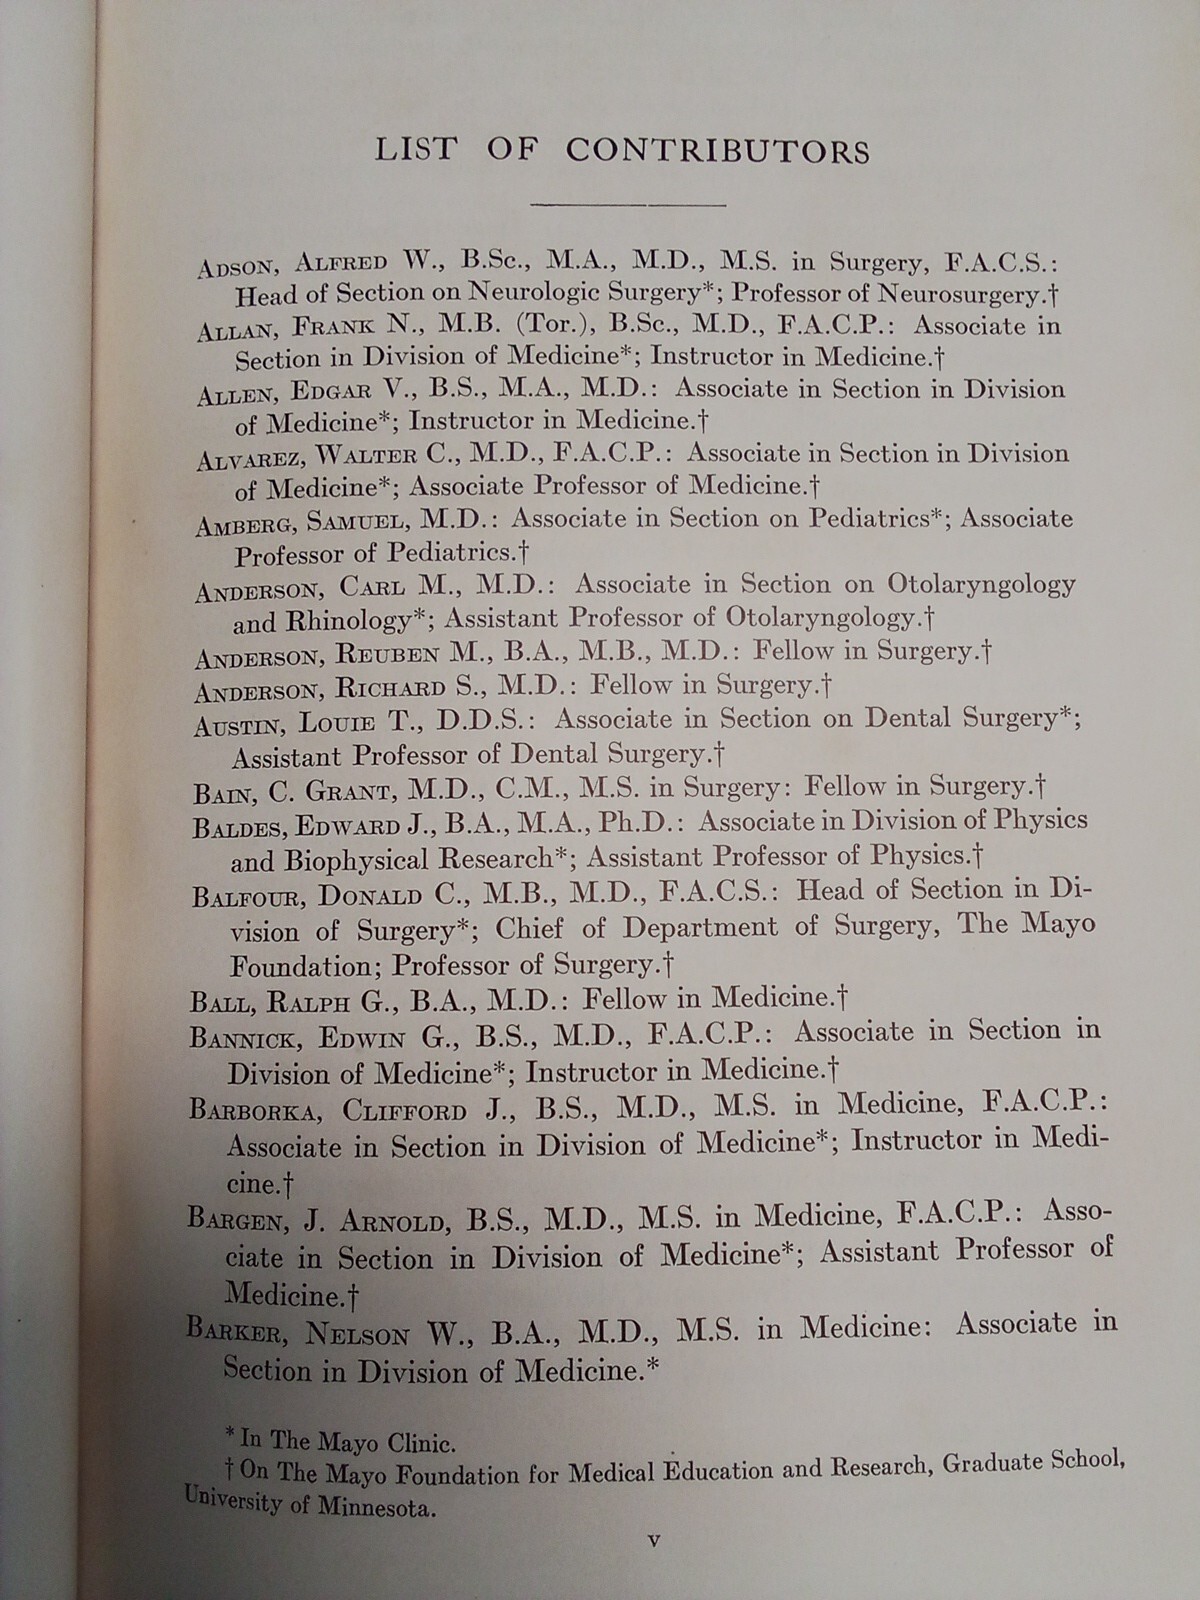 LIST OF CONTRIBUTORS
ADSON, ALFRED W., B.Sc., M.A., M.D., M.S. in Surgery, F.A.C.S.:
Head of Section on Neurologic Surgery*; Professor of Neurosurgery.†
ALLAN, FRANK N., M.B. (Tor.), B.Sc., M.D., F.A.C.P.: Associate in
Section in Division of Medicine*; Instructor in Medicine.†
ALLEN, EDGAR V., B.S., M.A., M.D.: Associate in Section in Division
of Medicine*; Instructor in Medicine.†
ALVAREZ, WALTER C., M.D., F.A.C.P.: Associate in Section in Division
of Medicine*; Associate Professor of Medicine.†
AMBERG, SAMUEL, M.D.: Associate in Section on Pediatrics*; Associate
Professor of Pediatrics.†
ANDERSON, CARL M., M.D.: Associate in Section on Otolaryngology
and Rhinology*; Assistant Professor of Otolaryngology.†
ANDERSON, REUBEN M., B.A., M.B., M.D.: Fellow in Surgery.†
ANDERSON, RICHARD S., M.D.: Fellow in Surgery.†
AUSTIN, LOUIE T., D.D.S.: Associate in Section on Dental Surgery*;
Assistant Professor of Dental Surgery.†
BAIN, C. GRANT, M.D., C.M., M.S. in Surgery: Fellow in Surgery.†
BALDES, EDWARD J., B.A., M.A., Ph.D.: Associate in Division of Physics
and Biophysical Research*; Assistant Professor of Physics.†
BALFOUR, DONALD C., M.B., M.D., F.A.C.S.: Head of Section in Di-
vision of Surgery*; Chief of Department of Surgery, The Mayo
Foundation; Professor of Surgery.†
BALL, RALPH G., B.A., M.D.: Fellow in Medicine.†
BANNICK, EDWIN G., B.S., M.D., F.A.C.P.: Associate in Section in
Division of Medicine*; Instructor in Medicine.†
BARBORKA, CLIFFORD J., B.S., M.D., M.S. in Medicine, F.A.C.P.:
Associate in Section in Division of Medicine*; Instructor in Medi-
cine.†
BARGEN, J. ARNOLD, B.S., M.D., M.S. in Medicine, F.A.C.P.: Asso-
ciate in Section in Division of Medicine*; Assistant Professor of
Medicine.†
BARKER, NELSON W., B.A., M.D., M.S. in Medicine: Associate in
Section in Division of Medicine.*
* In The Mayo Clinic.
† On The Mayo Foundation for Medical Education and Research, Graduate School,
University of Minnesota.
v